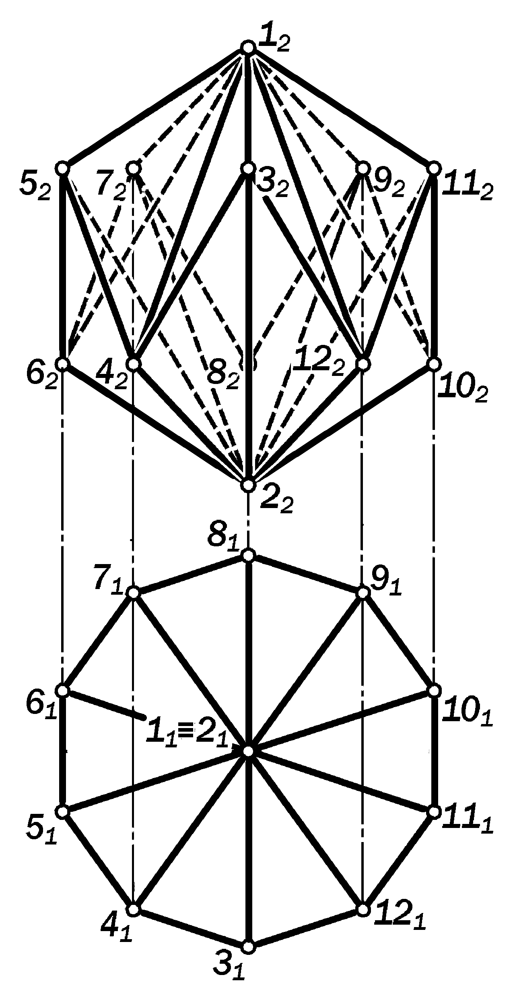 1₂
5₂ 7₂ 3₂ 9₂ 11₂
6₂ 4₂ 8₂ 12₂ 10₂
2₂
8₁
7₁ 9₁
6₁ 1₁≡2₁ 10₁
5₁ 11₁
4₁ 12₁
3₁